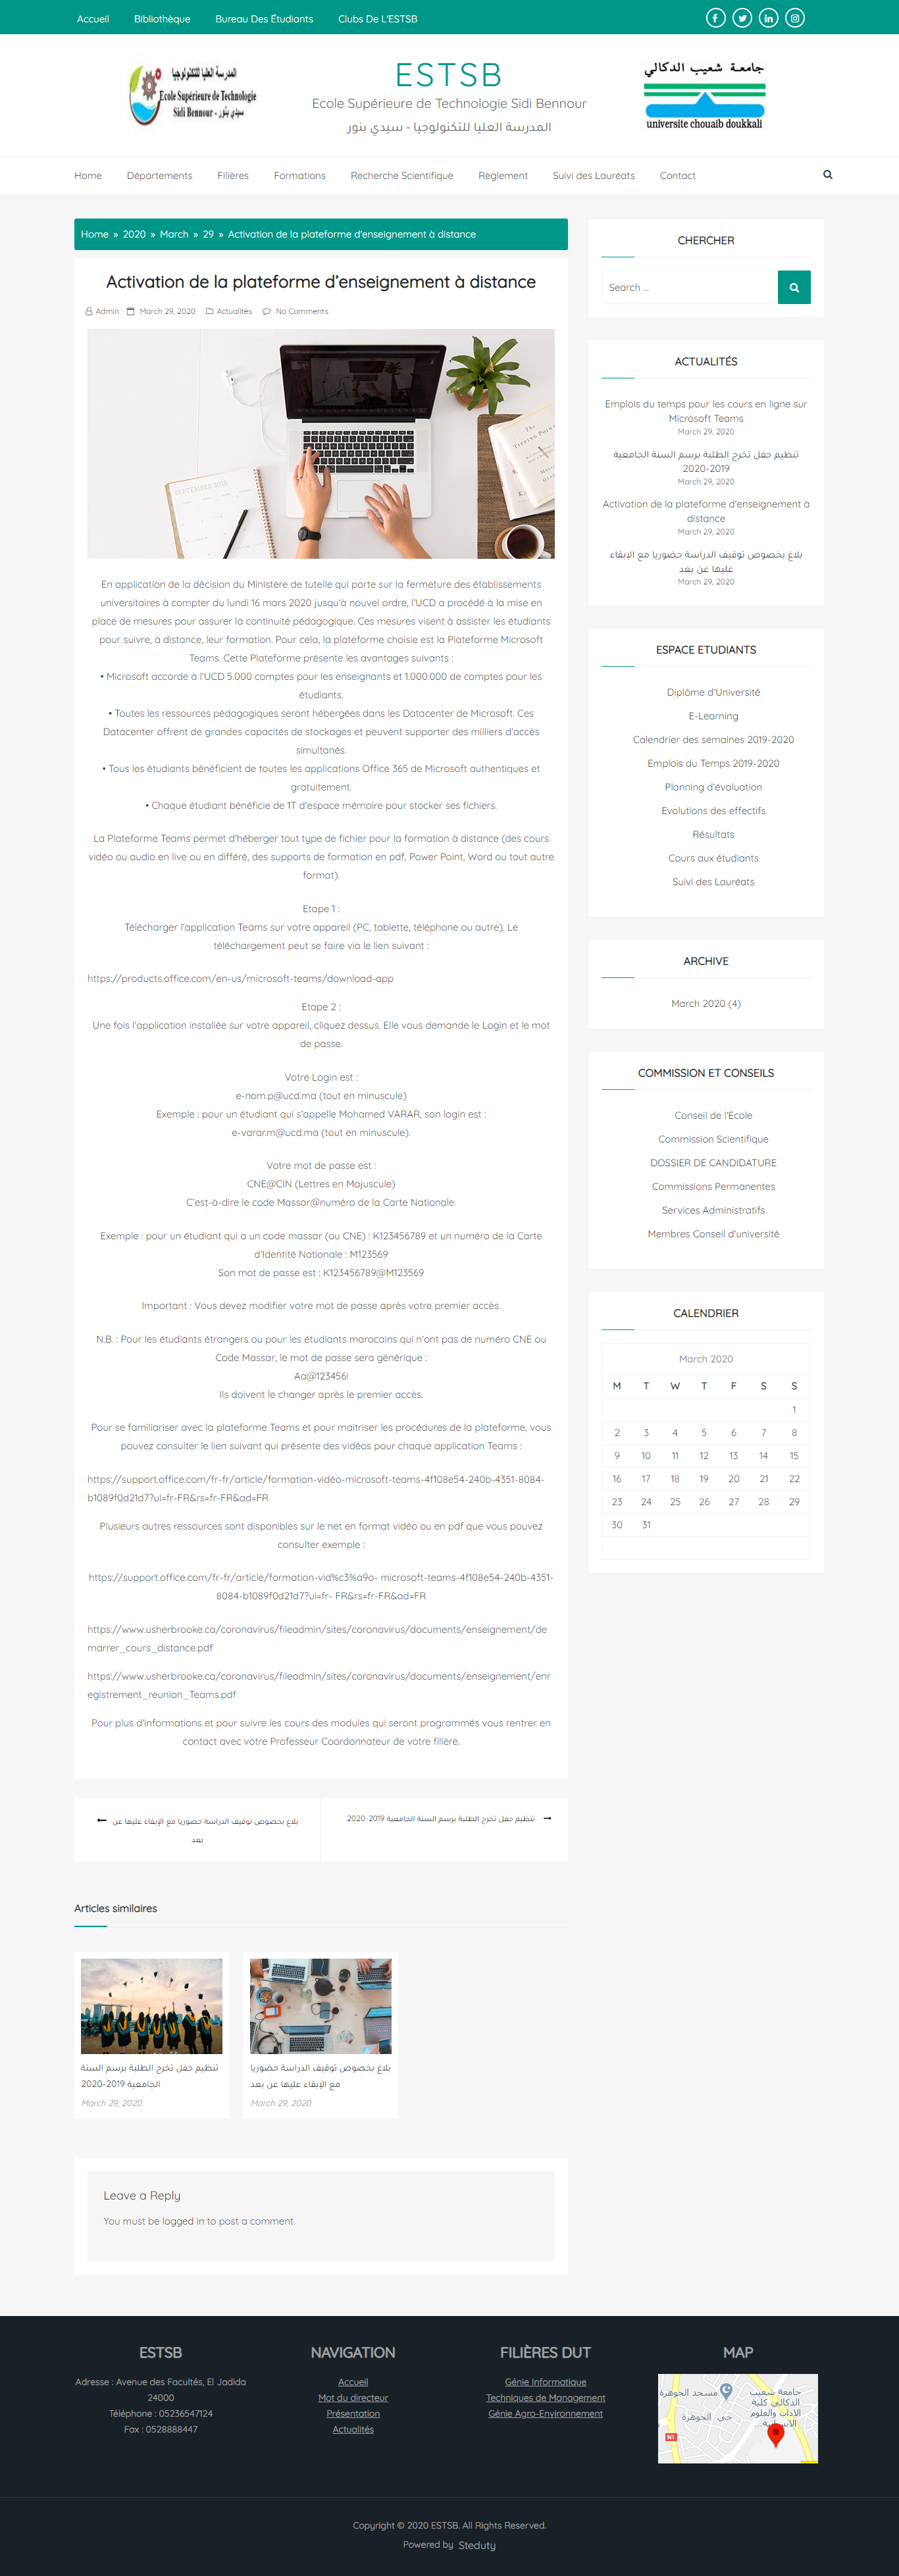 Accueil Bibliothèque Bureau Des Étudiants Clubs De L'ESTSB
المدرسة العليا للتكنولوجيا
Ecole Supérieure de Technologie
Sidi Bennour سيدي بنور
ESTSB
Ecole Supérieure de Technologie Sidi Bennour
المدرسة العليا للتكنولوجيا - سيدي بنور
جامعة شعيب الدكالي
universite chouaib doukkali
Home Départements Filières Formations Recherche Scientifique Règlement Suivi des Lauréats Contact
Home » 2020 » March » 29 » Activation de la plateforme d'enseignement à distance
Activation de la plateforme d'enseignement à distance
Admin March 29, 2020 Actualités No Comments
SEPTEMBER 2015
En application de la décision du Ministère de tutelle qui porte sur la fermeture des établissements
universitaires à compter du lundi 16 mars 2020 jusqu'à nouvel ordre, l'UCD a procédé à la mise en
place de mesures pour assurer la continuité pédagogique. Ces mesures visent à assister les étudiants
pour suivre, à distance, leur formation. Pour cela, la plateforme choisie est la Plateforme Microsoft
Teams. Cette Plateforme présente les avantages suivants :
• Microsoft accorde à l'UCD 5.000 comptes pour les enseignants et 1.000.000 de comptes pour les
étudiants.
• Toutes les ressources pédagogiques seront hébergées dans les Datacenter de Microsoft. Ces
Datacenter offrent de grandes capacités de stockages et peuvent supporter des milliers d'accès
simultanés.
• Tous les étudiants bénéficient de toutes les applications Office 365 de Microsoft authentiques et
gratuitement.
• Chaque étudiant bénéficie de 1T d'espace mémoire pour stocker ses fichiers.
La Plateforme Teams permet d'héberger tout type de fichier pour la formation à distance (des cours
vidéo ou audio en live ou en différé, des supports de formation en pdf, Power Point, Word ou tout autre
format).
Etape 1 :
Télécharger l'application Teams sur votre appareil (PC, tablette, téléphone ou autre). Le
téléchargement peut se faire via le lien suivant :
https://products.office.com/en-us/microsoft-teams/download-app
Etape 2 :
Une fois l'application installée sur votre appareil, cliquez dessus. Elle vous demande le Login et le mot
de passe.
Votre Login est :
e-nom.p@ucd.ma (tout en minuscule)
Exemple : pour un étudiant qui s'appelle Mohamed VARAR, son login est :
e-varar.m@ucd.ma (tout en minuscule).
Votre mot de passe est :
CNE@CIN (Lettres en Majuscule)
C'est-à-dire le code Massar@numéro de la Carte Nationale.
Exemple : pour un étudiant qui a un code massar (ou CNE) : K123456789 et un numéro de la Carte
d'Identité Nationale : M123569
Son mot de passe est : K123456789@M123569
Important : Vous devez modifier votre mot de passe après votre premier accès.
N.B. : Pour les étudiants étrangers ou pour les étudiants marocains qui n'ont pas de numéro CNE ou
Code Massar, le mot de passe sera générique :
Aa@123456!
Ils doivent le changer après le premier accès.
Pour se familiariser avec la plateforme Teams et pour maitriser les procédures de la plateforme, vous
pouvez consulter le lien suivant qui présente des vidéos pour chaque application Teams :
https://support.office.com/fr-fr/article/formation-vidéo-microsoft-teams-4f108e54-240b-4351-8084-
b1089f0d21d7?ui=fr-FR&rs=fr-FR&ad=FR
Plusieurs autres ressources sont disponibles sur le net en format vidéo ou en pdf que vous pouvez
consulter exemple :
https://support.office.com/fr-fr/article/formation-vid%c3%a9o- microsoft-teams-4f108e54-240b-4351-
8084-b1089f0d21d7?ui=fr- FR&rs=fr-FR&ad=FR
https://www.usherbrooke.ca/coronavirus/fileadmin/sites/coronavirus/documents/enseignement/de
marrer_cours_distance.pdf
https://www.usherbrooke.ca/coronavirus/fileadmin/sites/coronavirus/documents/enseignement/enr
egistrement_reunion_Teams.pdf
Pour plus d'informations et pour suivre les cours des modules qui seront programmés vous rentrer en
contact avec votre Professeur Coordonnateur de votre filière.
بلاغ بخصوص توقيف الدراسة حضوريا مع الإبقاء عليها عن
بعد
تنظيم حفل تخرج الطلبة برسم السنة الجامعية 2019-2020
Articles similaires
تنظيم حفل تخرج الطلبة برسم السنة
الجامعية 2019-2020
March 29, 2020
بلاغ بخصوص توقيف الدراسة حضوريا
مع الإبقاء عليها عن بعد
March 29, 2020
Leave a Reply
You must be logged in to post a comment.
CHERCHER
Search ...
ACTUALITÉS
Emplois du temps pour les cours en ligne sur
Microsoft Teams
March 29, 2020
تنظيم حفل تخرج الطلبة برسم السنة الجامعية
2019-2020
March 29, 2020
Activation de la plateforme d'enseignement à
distance
March 29, 2020
بلاغ بخصوص توقيف الدراسة حضوريا مع الإبقاء
عليها عن بعد
March 29, 2020
ESPACE ETUDIANTS
Diplôme d'Université
E-Learning
Calendrier des semaines 2019-2020
Emplois du Temps 2019-2020
Planning d'évaluation
Evolutions des effectifs
Résultats
Cours aux étudiants
Suivi des Lauréats
ARCHIVE
March 2020 (4)
COMMISSION ET CONSEILS
Conseil de l'Ecole
Commission Scientifique
DOSSIER DE CANDIDATURE
Commissions Permanentes
Services Administratifs
Membres Conseil d'université
CALENDRIER
March 2020
M T W T F S S
1
2 3 4 5 6 7 8
9 10 11 12 13 14 15
16 17 18 19 20 21 22
23 24 25 26 27 28 29
30 31
ESTSB
Adresse : Avenue des Facultés, El Jadida
24000
Téléphone : 05236547124
Fax : 0528888447
NAVIGATION
Accueil
Mot du directeur
Présentation
Actualités
FILIÈRES DUT
Génie Informatique
Techniques de Management
Génie Agro-Environnement
MAP
مسجد الجوهرة
حي الجوهرة
جامعة شعيب
الدكالي كلية
الآداب والعلوم
الإنسانية...
N1
Copyright © 2020 ESTSB. All Rights Reserved.
Powered by Steduty